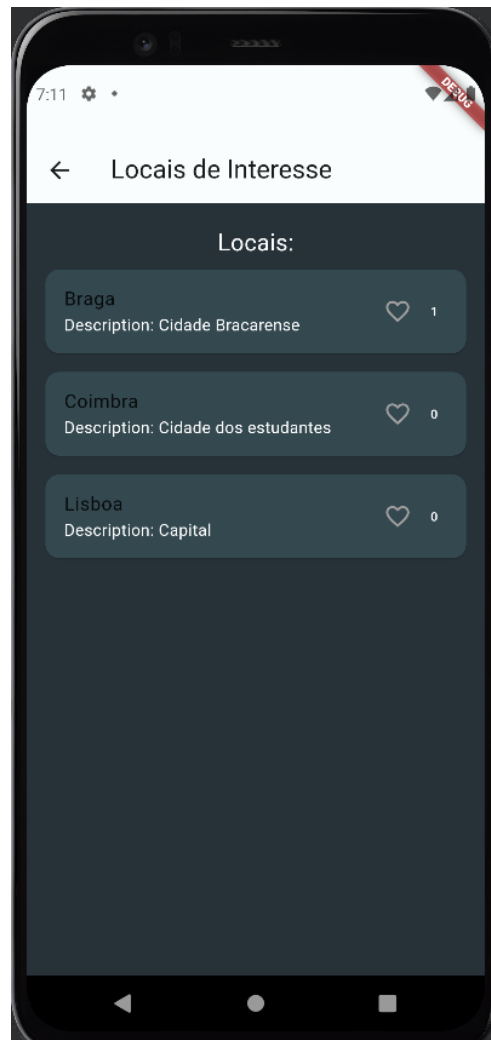 7:11
DEBUG
Locais de Interesse
Locais:
Braga
Description: Cidade Bracarense
1
Coimbra
Description: Cidade dos estudantes
0
Lisboa
Description: Capital
0